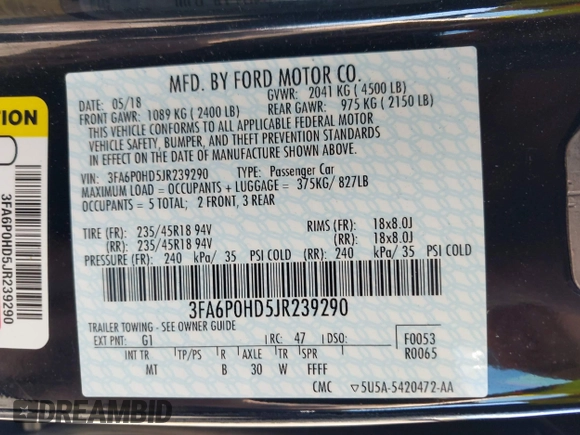 MFD. BY FORD MOTOR CO.
DATE: 05/18 GVWR: 2041 KG ( 4500 LB)
FRONT GAWR: 1089 KG ( 2400 LB) REAR GAWR: 975 KG ( 2150 LB)
THIS VEHICLE CONFORMS TO ALL APPLICABLE FEDERAL MOTOR
VEHICLE SAFETY, BUMPER, AND THEFT PREVENTION STANDARDS
IN EFFECT ON THE DATE OF MANUFACTURE SHOWN ABOVE.
VIN: 3FA6P0HD5JR239290 TYPE: Passenger Car
MAXIMUM LOAD = OCCUPANTS + LUGGAGE = 375KG/ 827LB
OCCUPANTS = 5 TOTAL; 2 FRONT, 3 REAR
TIRE (FR): 235/45R18 94V RIMS (FR): 18x8.0J
(RR): 235/45R18 94V (RR): 18x8.0J
PRESSURE (FR): 240 kPa/ 35 PSI COLD (RR): 240 kPa/ 35 PSI COLD
3FA6P0HD5JR239290
TRAILER TOWING - SEE OWNER GUIDE
EXT PNT: G1 RC: 47 DSO: F0053
INT TR TP/PS R AXLE TR SPR R0065
MT B 30 W FFFF
CMC 5U5A-5420472-AA
TION
3FA6P0HD5JR239290
DREAMBID